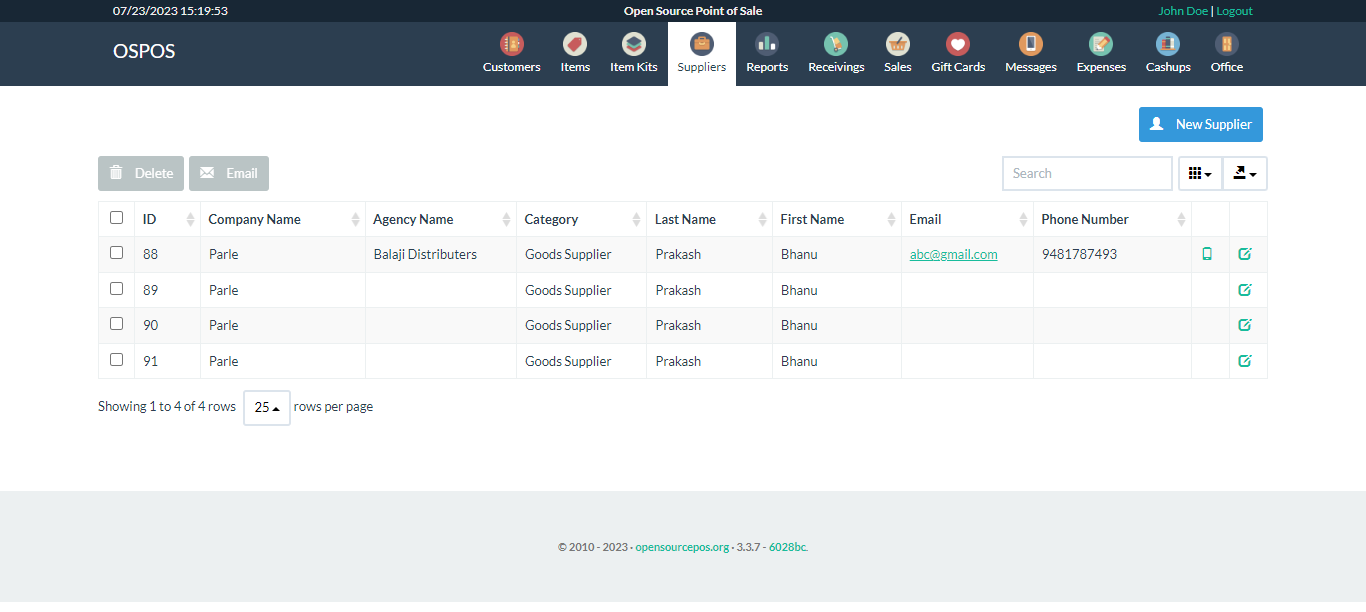 07/23/2023 15:19:53 Open Source Point of Sale John Doe | Logout
OSPOS Customers Items Item Kits Suppliers Reports Receivings Sales Gift Cards Messages Expenses Cashups Office
New Supplier
Delete Email Search
ID Company Name Agency Name Category Last Name First Name Email Phone Number
88 Parle Balaji Distributers Goods Supplier Prakash Bhanu abc@gmail.com 9481787493
89 Parle Goods Supplier Prakash Bhanu
90 Parle Goods Supplier Prakash Bhanu
91 Parle Goods Supplier Prakash Bhanu
Showing 1 to 4 of 4 rows 25 rows per page
© 2010 - 2023 · opensourcepos.org · 3.3.7 - 6028bc.